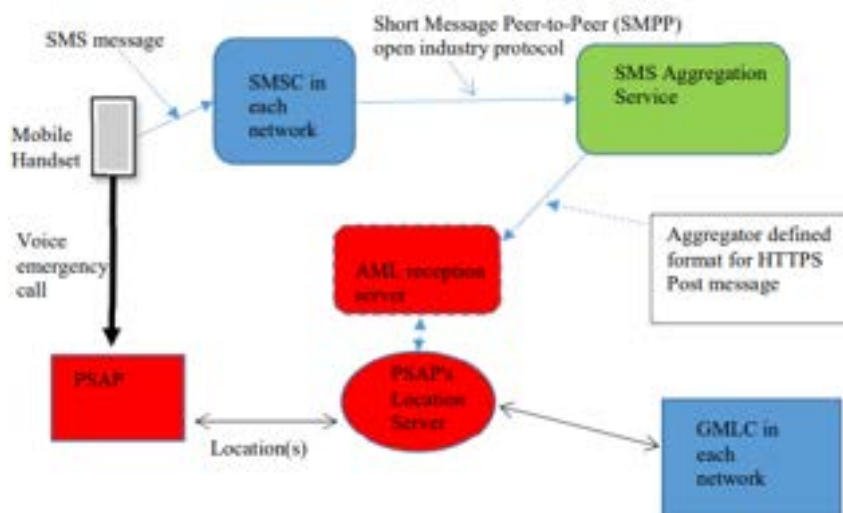 SMS message
Short Message Peer-to-Peer (SMPP)
open industry protocol
SMSC in
each
network
SMS Aggregation
Service
Mobile
Handset
Voice
emergency
call
AML reception
server
Aggregator defined
format for HTTPS
Post message
PSAP
PSAP's
Location
Server
Location(s)
GMLC in
each
network